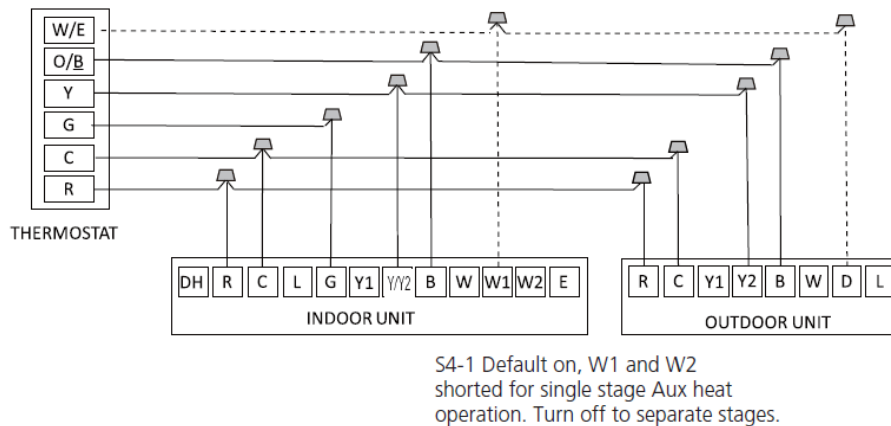 W/E
O/B
Y
G
C
R
THERMOSTAT
DH R C L G Y1 Y/Y2 B W W1 W2 E
INDOOR UNIT
R C Y1 Y2 B W D L
OUTDOOR UNIT
S4-1 Default on, W1 and W2
shorted for single stage Aux heat
operation. Turn off to separate stages.